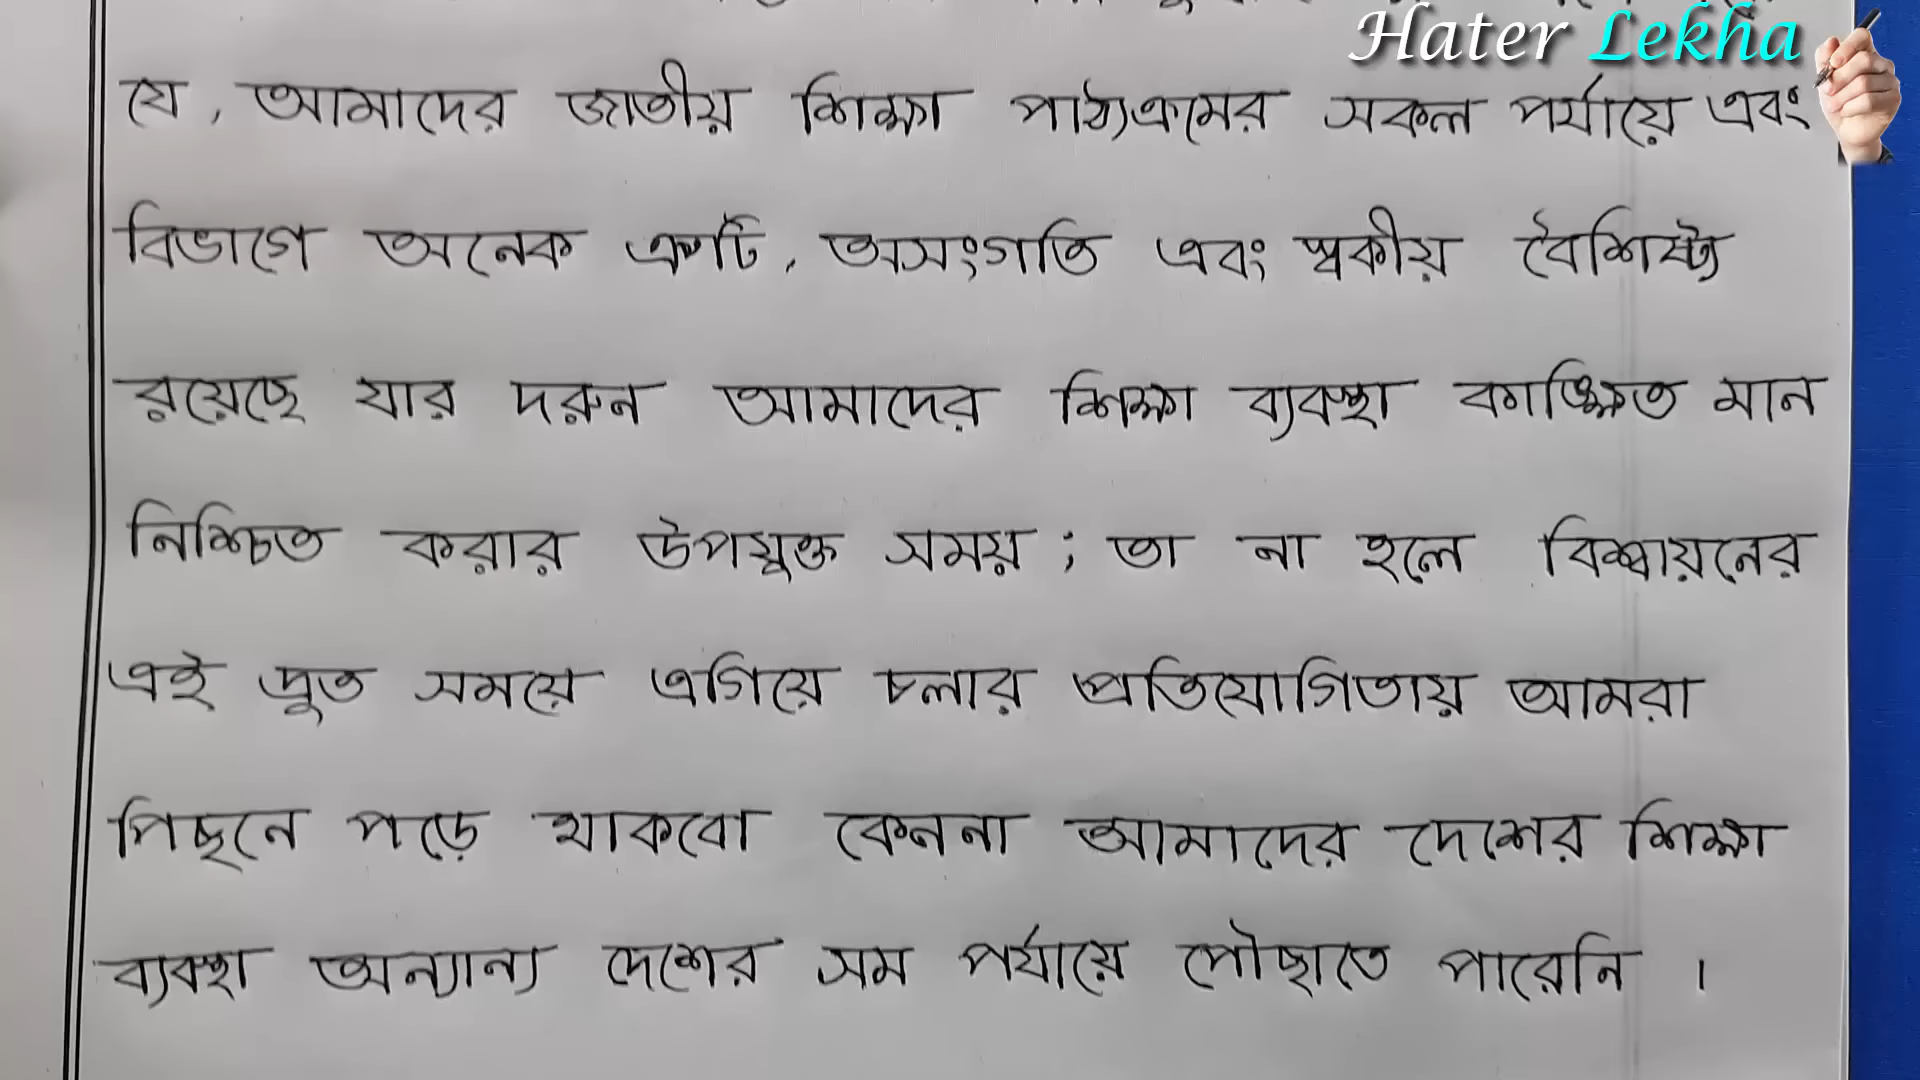 Hater Lekha
যে, আমাদের জাতীয় শিক্ষা পাঠ্যক্রমের সকল পর্যায়ে এবং
বিভাগে অনেক ত্রুটি, অসংগতি এবং স্বকীয় বৈশিষ্ট্য
রয়েছে যার দরুন আমাদের শিক্ষা ব্যবস্থা কাঙ্ক্ষিত মান
নিশ্চিত করার উপযুক্ত সময়; তা না হলে বিশ্বায়নের
এই দ্রুত সময়ে এগিয়ে চলার প্রতিযোগিতায় আমরা
পিছনে পড়ে থাকবো কেননা আমাদের দেশের শিক্ষা
ব্যবস্থা অন্যান্য দেশের সম পর্যায়ে পৌছাতে পারেনি ।